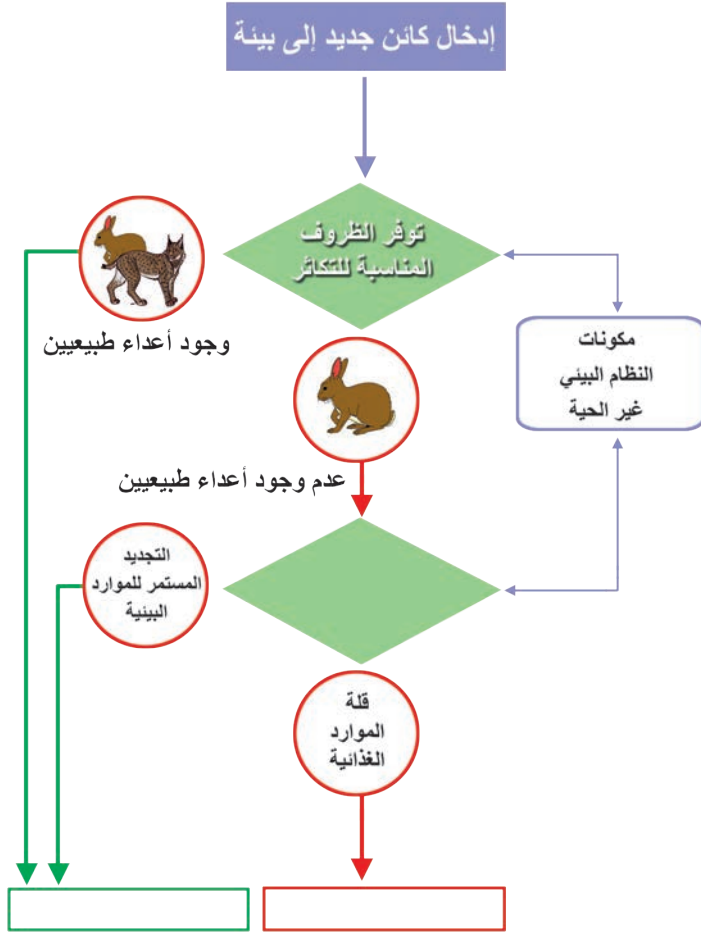 إدخال كائن جديد إلى بيئة
توفر الظروف
المناسبة للتكاثر
وجود أعداء طبيعيين
مكونات
النظام البيئي
غير الحية
عدم وجود أعداء طبيعيين
التجديد
المستمر للموارد
البيئية
قلة
الموارد
الغذائية